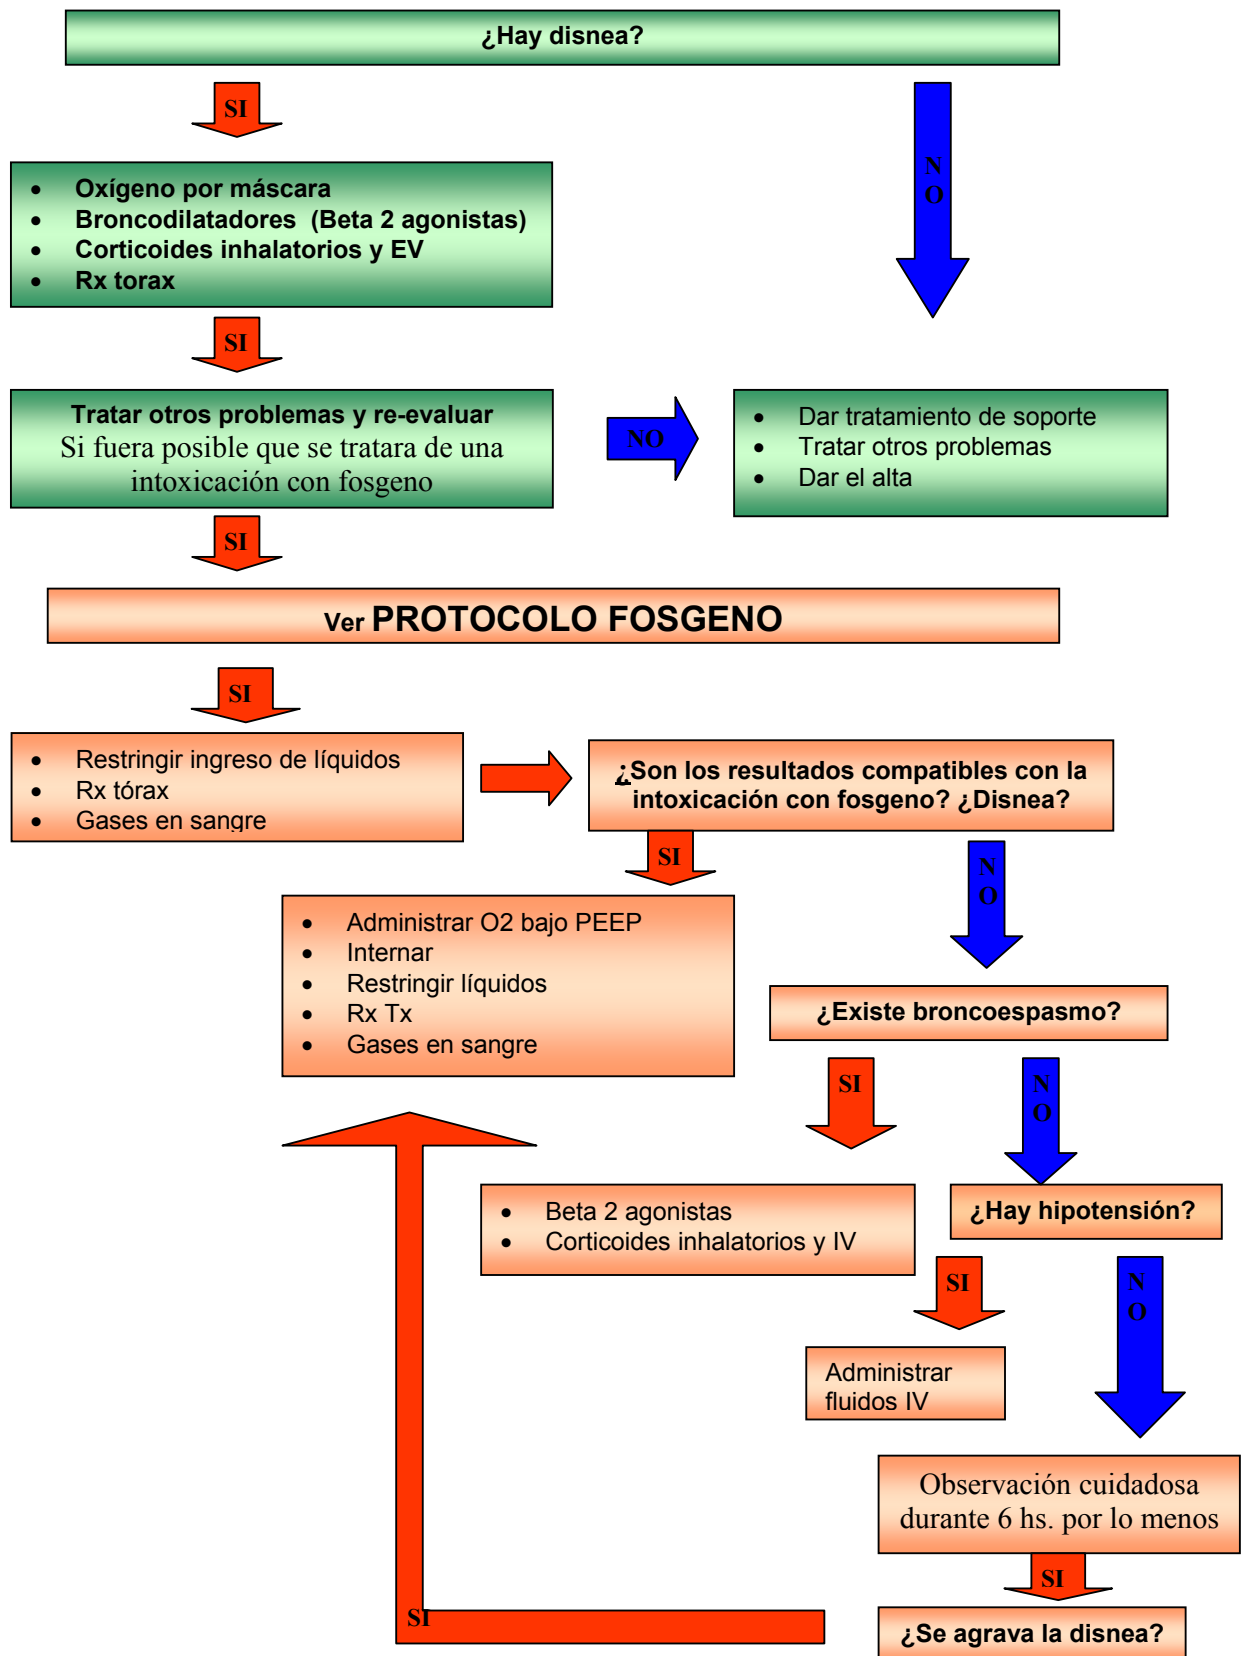 ¿Hay disnea?
SI
NO
• Oxígeno por máscara
• Broncodilatadores (Beta 2 agonistas)
• Corticoides inhalatorios y EV
• Rx torax
SI
Tratar otros problemas y re-evaluar
Si fuera posible que se tratara de una
intoxicación con fosgeno
NO
• Dar tratamiento de soporte
• Tratar otros problemas
• Dar el alta
SI
Ver PROTOCOLO FOSGENO
SI
• Restringir ingreso de líquidos
• Rx tórax
• Gases en sangre
¿Son los resultados compatibles con la
intoxicación con fosgeno? ¿Disnea?
SI
NO
• Administrar O2 bajo PEEP
• Internar
• Restringir líquidos
• Rx Tx
• Gases en sangre
¿Existe broncoespasmo?
SI
NO
• Beta 2 agonistas
• Corticoides inhalatorios y IV
¿Hay hipotensión?
SI
NO
Administrar
fluidos IV
Observación cuidadosa
durante 6 hs. por lo menos
SI
¿Se agrava la disnea?
SI